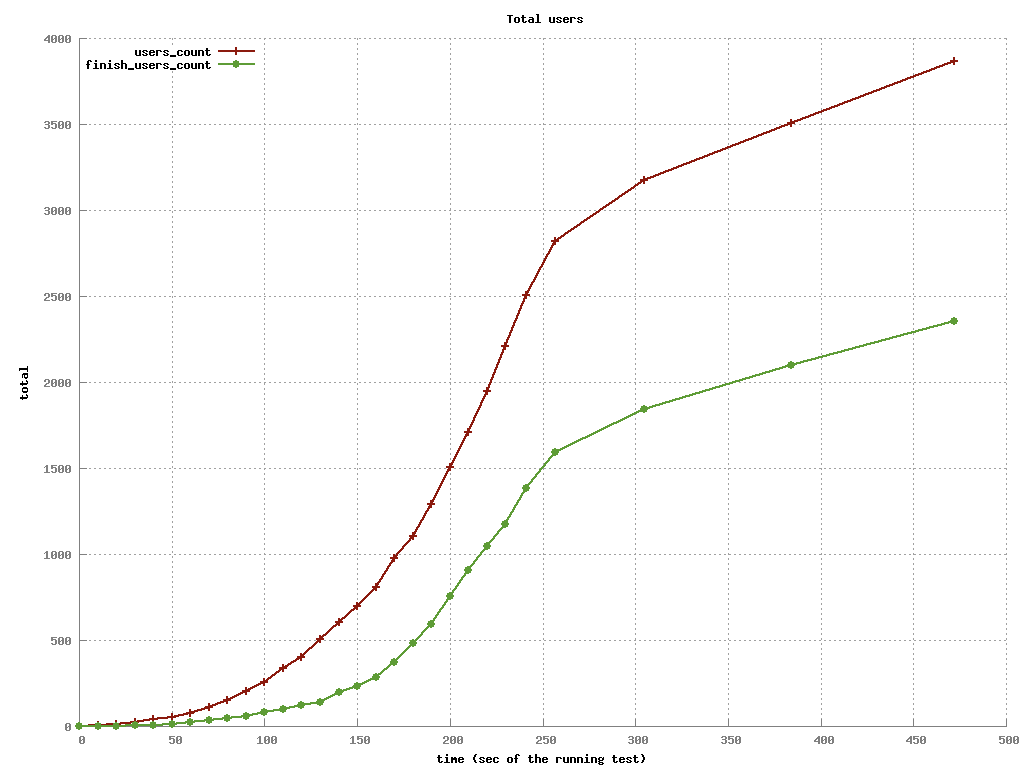 Total users
users_count
finish_users_count
4000
3500
3000
2500
2000
1500
1000
500
0
total
0 50 100 150 200 250 300 350 400 450 500
time (sec of the running test)